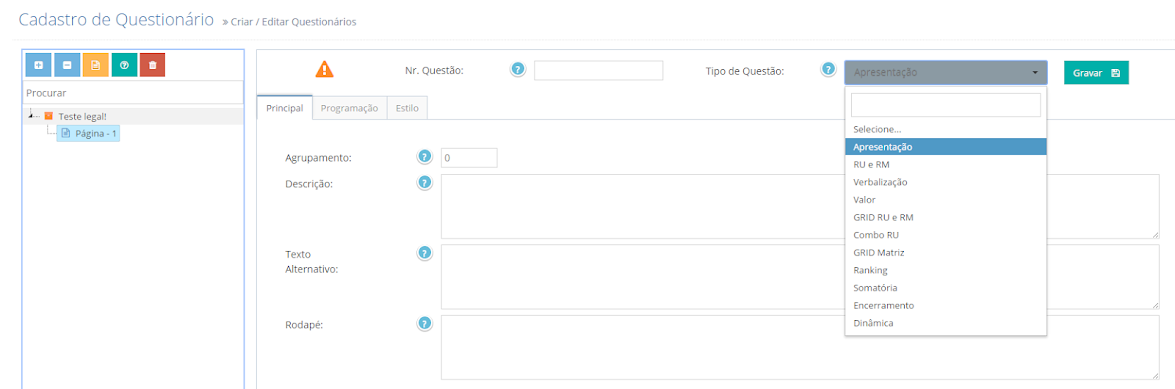 Cadastro de Questionário » Criar / Editar Questionários
Procurar
Teste legal!
Página - 1
Nr. Questão:
Tipo de Questão:
Apresentação
Gravar
Principal
Programação
Estilo
Agrupamento:
0
Descrição:
Texto
Alternativo:
Rodapé:
Selecione...
Apresentação
RU e RM
Verbalização
Valor
GRID RU e RM
Combo RU
GRID Matriz
Ranking
Somatória
Encerramento
Dinâmica